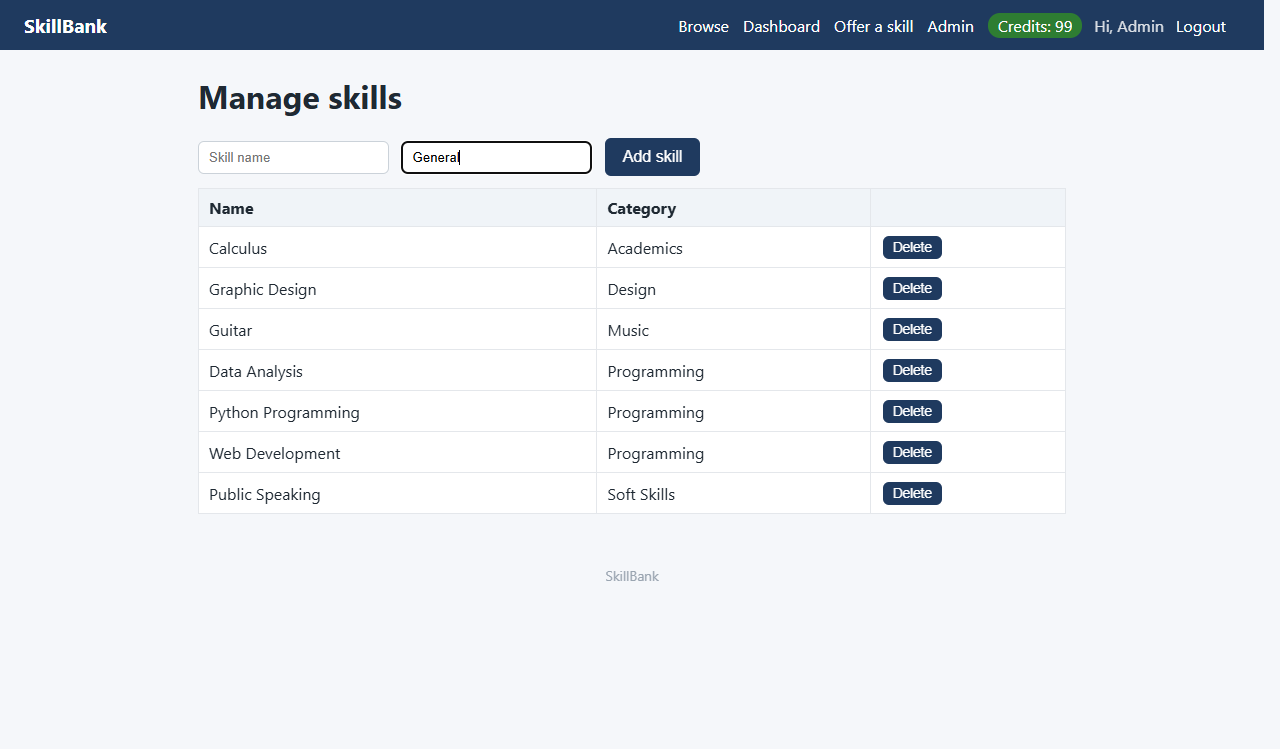 SkillBank Browse Dashboard Offer a skill Admin Credits: 99 Hi, Admin Logout
Manage skills
Skill name General Add skill
Name Category
Calculus Academics Delete
Graphic Design Design Delete
Guitar Music Delete
Data Analysis Programming Delete
Python Programming Programming Delete
Web Development Programming Delete
Public Speaking Soft Skills Delete
SkillBank